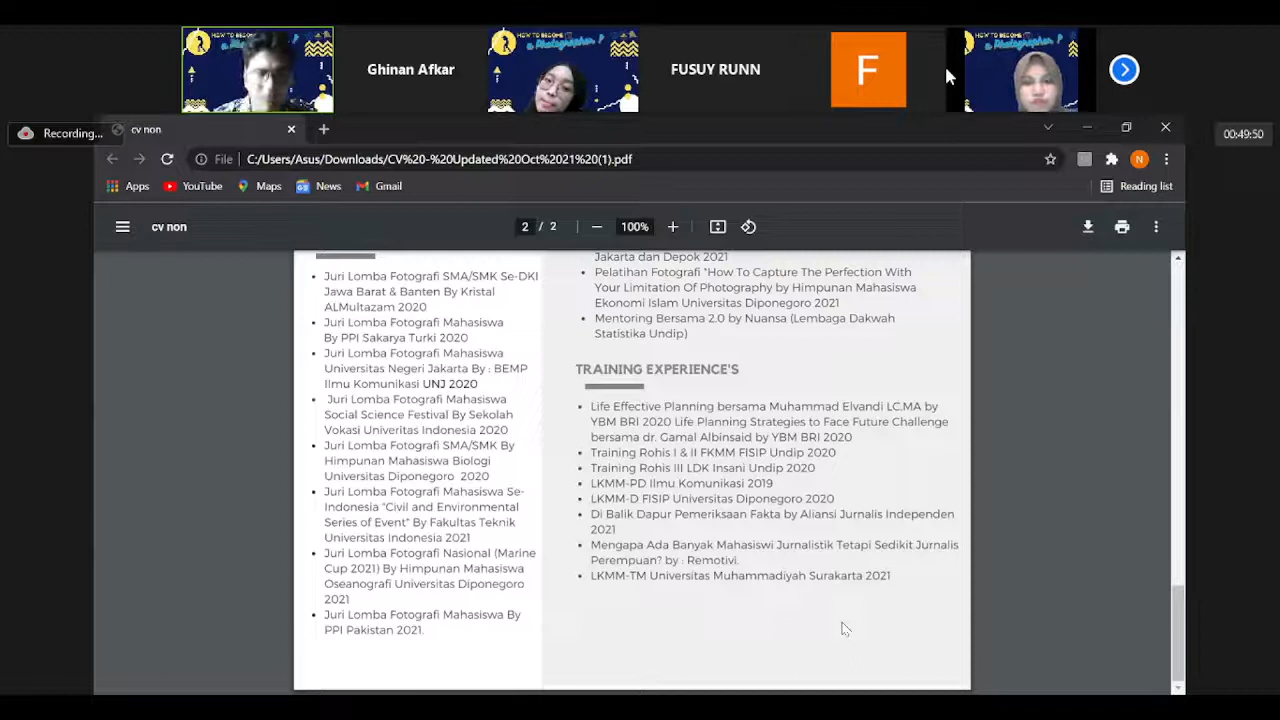 HOW TO BECOME
a Photographer?
Ghinan Afkar
HOW TO BECOME
a Photographer?
FUSUY RUNN
F
HOW TO BECOME
a Photographer?
Recording...
cv non
00:49:50
File
C:/Users/Asus/Downloads/CV%20-%20Updated%20Oct%2021%20(1).pdf
N
Apps
YouTube
Maps
News
Gmail
Reading list
cv non
2 / 2
100%
Juri Lomba Fotografi SMA/SMK Se-DKI
Jawa Barat & Banten By Kristal
ALMultazam 2020
Juri Lomba Fotografi Mahasiswa
By PPI Sakarya Turki 2020
Juri Lomba Fotografi Mahasiswa
Universitas Negeri Jakarta By : BEMP
Ilmu Komunikasi UNJ 2020
Juri Lomba Fotografi Mahasiswa
Social Science Festival By Sekolah
Vokasi Univeritas Indonesia 2020
Juri Lomba Fotografi SMA/SMK By
Himpunan Mahasiswa Biologi
Universitas Diponegoro 2020
Juri Lomba Fotografi Mahasiswa Se-
Indonesia "Civil and Environmental
Series of Event" By Fakultas Teknik
Universitas Indonesia 2021
Juri Lomba Fotografi Nasional (Marine
Cup 2021) By Himpunan Mahasiswa
Oseanografi Universitas Diponegoro
2021
Juri Lomba Fotografi Mahasiswa By
PPI Pakistan 2021.
Jakarta dan Depok 2021
Pelatihan Fotografi "How To Capture The Perfection With
Your Limitation Of Photography by Himpunan Mahasiswa
Ekonomi Islam Universitas Diponegoro 2021
Mentoring Bersama 2.0 by Nuansa (Lembaga Dakwah
Statistika Undip)
TRAINING EXPERIENCE'S
Life Effective Planning bersama Muhammad Elvandi LC,MA by
YBM BRI 2020 Life Planning Strategies to Face Future Challenge
bersama dr. Gamal Albinsaid by YBM BRI 2020
Training Rohis I & II FKMM FISIP Undip 2020
Training Rohis III LDK Insani Undip 2020
LKMM-PD Ilmu Komunikasi 2019
LKMM-D FISIP Universitas Diponegoro 2020
Di Balik Dapur Pemeriksaan Fakta by Aliansi Jurnalis Independen
2021
Mengapa Ada Banyak Mahasiswi Jurnalistik Tetapi Sedikit Jurnalis
Perempuan? by : Remotivi.
LKMM-TM Universitas Muhammadiyah Surakarta 2021